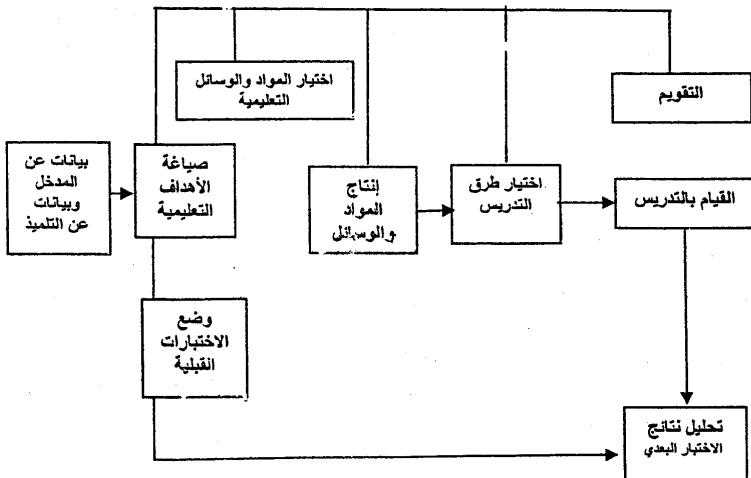 اختيار المواد والوسائل
التعليمية
التقويم
بيانات عن
المدخل
وبيانات
عن التلميذ
صياغة
الأهداف
التعليمية
إنتاج
المواد
والوسائل
اختيار طرق
التدريس
القيام بالتدريس
وضع
الاختبارات
القبلية
تحليل نتائج
الاختبار البعدي